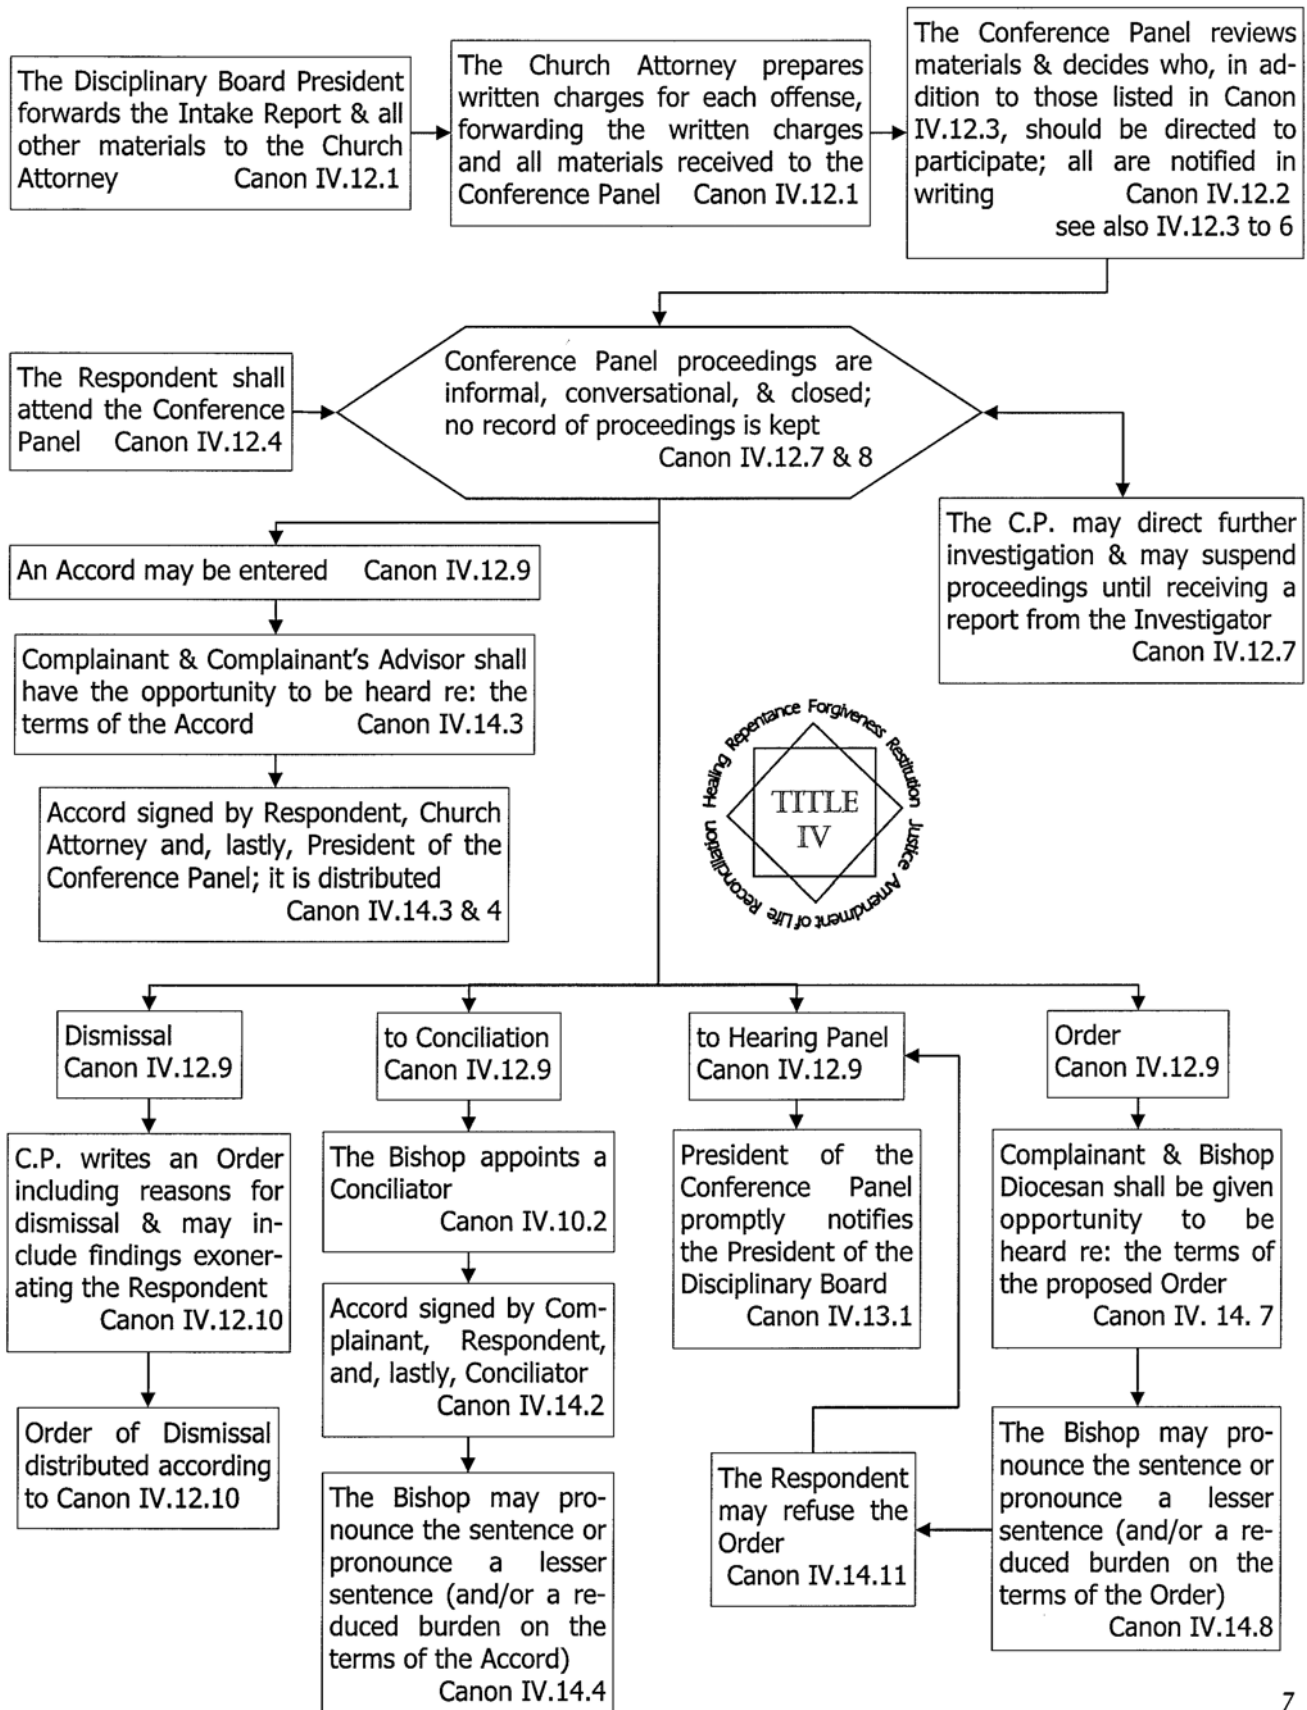 The Disciplinary Board President
forwards the Intake Report & all
other materials to the Church
Attorney Canon IV.12.1
The Church Attorney prepares
written charges for each offense,
forwarding the written charges
and all materials received to the
Conference Panel Canon IV.12.1
The Conference Panel reviews
materials & decides who, in ad-
dition to those listed in Canon
IV.12.3, should be directed to
participate; all are notified in
writing Canon IV.12.2
see also IV.12.3 to 6
The Respondent shall
attend the Conference
Panel Canon IV.12.4
Conference Panel proceedings are
informal, conversational, & closed;
no record of proceedings is kept
Canon IV.12.7 & 8
The C.P. may direct further
investigation & may suspend
proceedings until receiving a
report from the Investigator
Canon IV.12.7
An Accord may be entered Canon IV.12.9
Complainant & Complainant's Advisor shall
have the opportunity to be heard re: the
terms of the Accord Canon IV.14.3
Accord signed by Respondent, Church
Attorney and, lastly, President of the
Conference Panel; it is distributed
Canon IV.14.3 & 4
Healing Repentance Forgiveness Restitution Justice Amendment of Life Reconciliation
TITLE
IV
Dismissal
Canon IV.12.9
C.P. writes an Order
including reasons for
dismissal & may in-
clude findings exoner-
ating the Respondent
Canon IV.12.10
Order of Dismissal
distributed according
to Canon IV.12.10
to Conciliation
Canon IV.12.9
The Bishop appoints a
Conciliator
Canon IV.10.2
Accord signed by Com-
plainant, Respondent,
and, lastly, Conciliator
Canon IV.14.2
The Bishop may pro-
nounce the sentence or
pronounce a lesser
sentence (and/or a re-
duced burden on the
terms of the Accord)
Canon IV.14.4
to Hearing Panel
Canon IV.12.9
President of the
Conference Panel
promptly notifies
the President of the
Disciplinary Board
Canon IV.13.1
Order
Canon IV.12.9
Complainant & Bishop
Diocesan shall be given
opportunity to be
heard re: the terms of
the proposed Order
Canon IV. 14. 7
The Bishop may pro-
nounce the sentence or
pronounce a lesser
sentence (and/or a re-
duced burden on the
terms of the Order)
Canon IV.14.8
The Respondent
may refuse the
Order
Canon IV.14.11
7